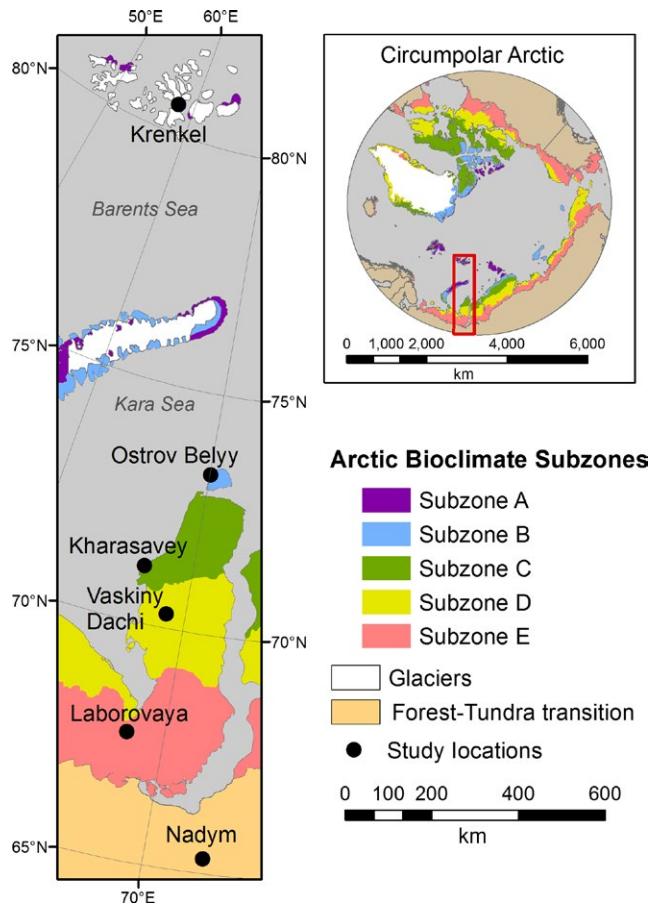 50°E
60°E
80°N
Krenkel
80°N
Barents Sea
75°N
75°N
Kara Sea
Ostrov Belyy
Kharasavey
Vaskiny
Dachi
70°N
70°N
Laborovaya
Nadym
65°N
70°E
Circumpolar Arctic
0 1,000 2,000 4,000 6,000
km
Arctic Bioclimate Subzones
Subzone A
Subzone B
Subzone C
Subzone D
Subzone E
Glaciers
Forest-Tundra transition
Study locations
0 100 200 400 600
km